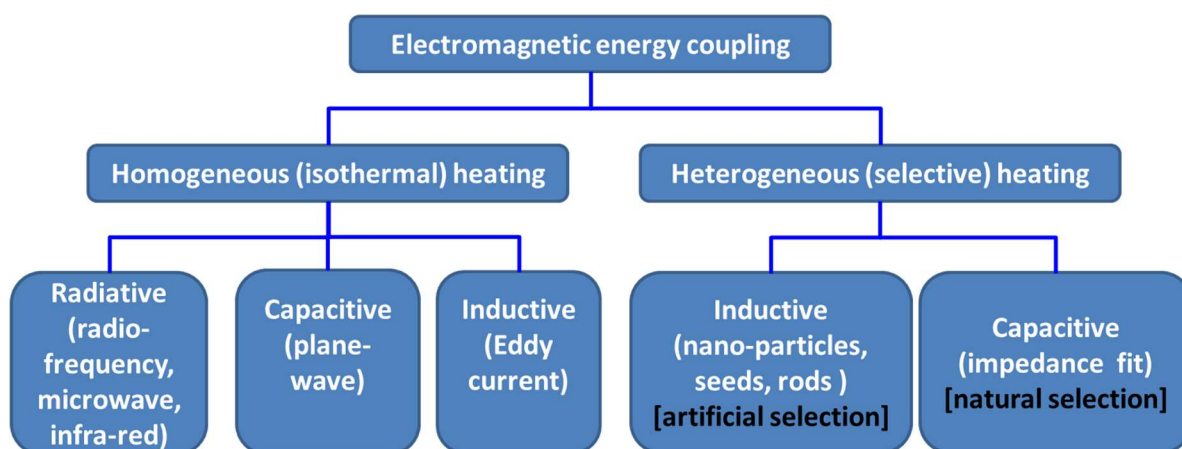 Electromagnetic energy coupling
Homogeneous (isothermal) heating
Heterogeneous (selective) heating
Radiative
(radio-
frequency,
microwave,
infra-red)
Capacitive
(plane-
wave)
Inductive
(Eddy
current)
Inductive
(nano-particles,
seeds, rods )
[artificial selection]
Capacitive
(impedance fit)
[natural selection]